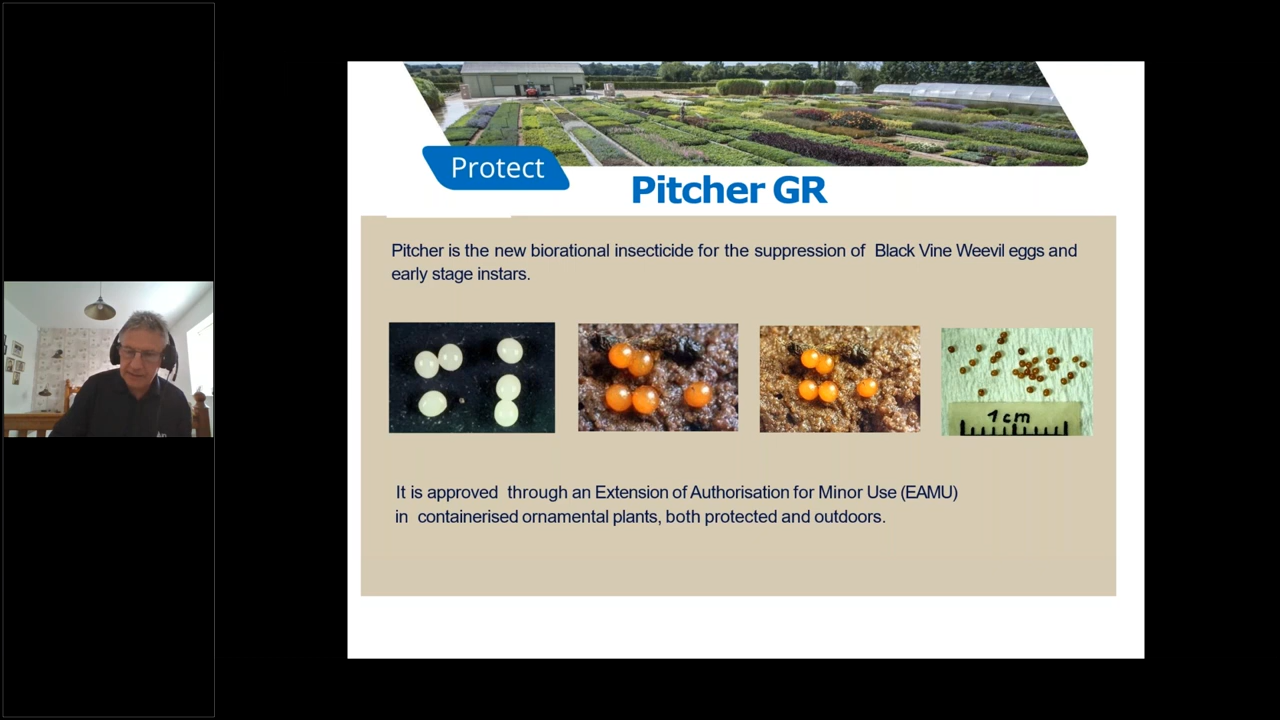 Protect
Pitcher GR
Pitcher is the new biorational insecticide for the suppression of Black Vine Weevil eggs and
early stage instars.
1cm
It is approved through an Extension of Authorisation for Minor Use (EAMU)
in containerised ornamental plants, both protected and outdoors.